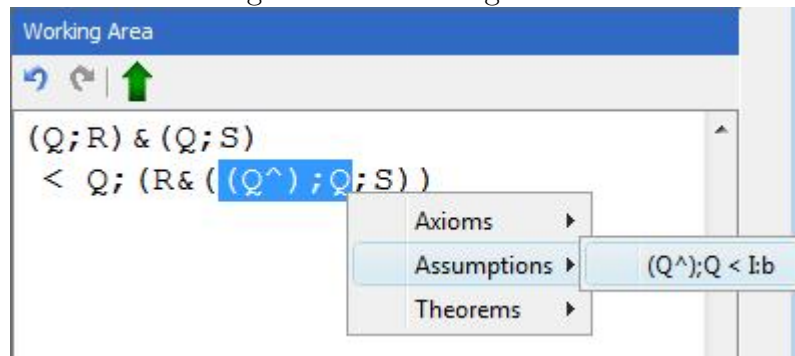 Working Area
(Q;R)&(Q;S)
< Q;(R&((Q^);Q;S))
Axioms
Assumptions
(Q^);Q < I:b
Theorems